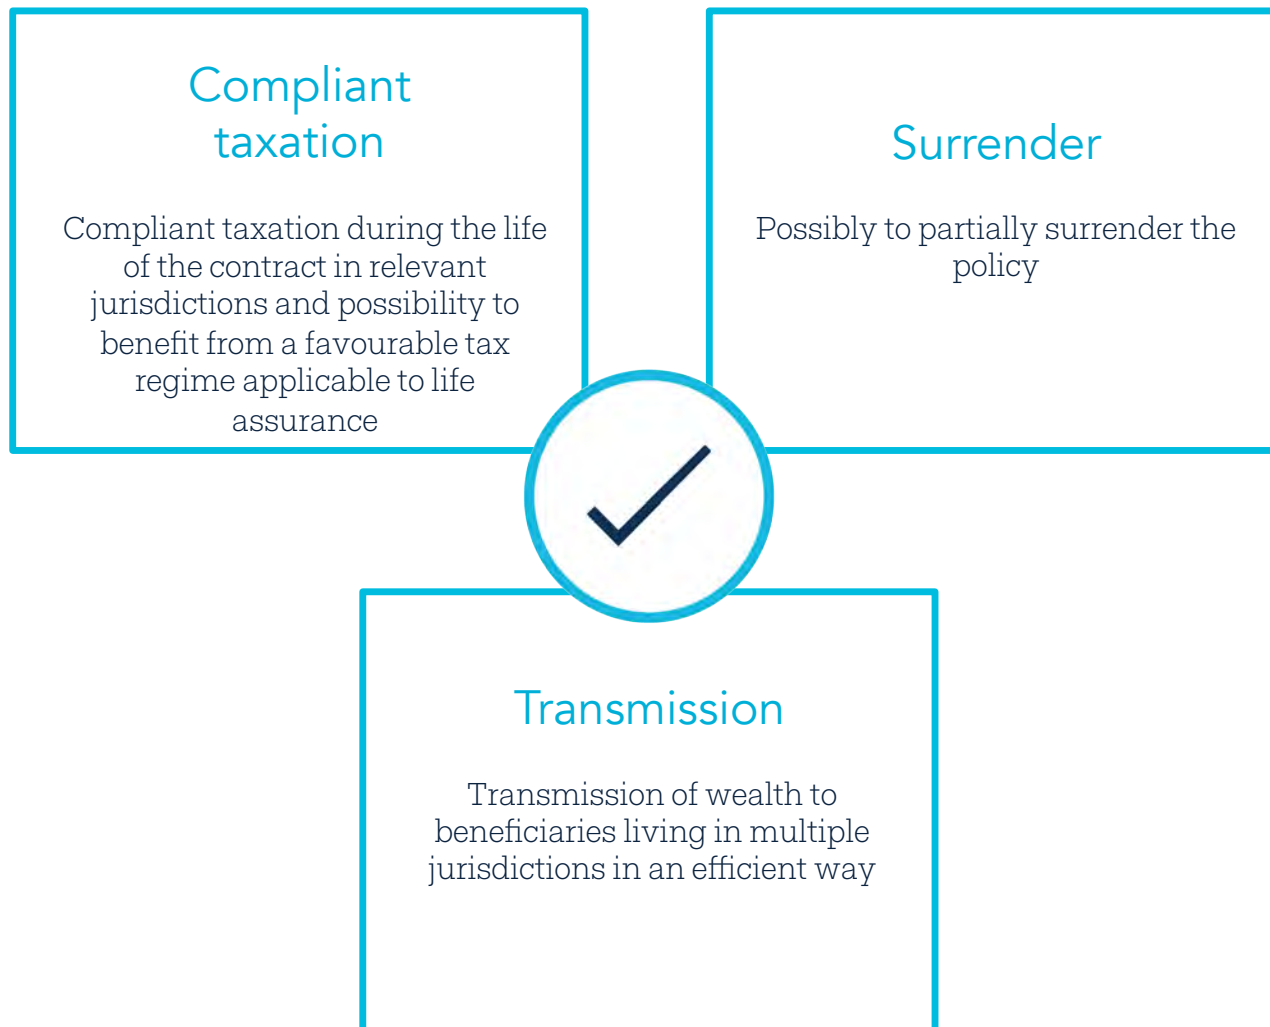 Compliant
taxation
Compliant taxation during the life
of the contract in relevant
jurisdictions and possibility to
benefit from a favourable tax
regime applicable to life
assurance
Surrender
Possibly to partially surrender the
policy
Transmission
Transmission of wealth to
beneficiaries living in multiple
jurisdictions in an efficient way